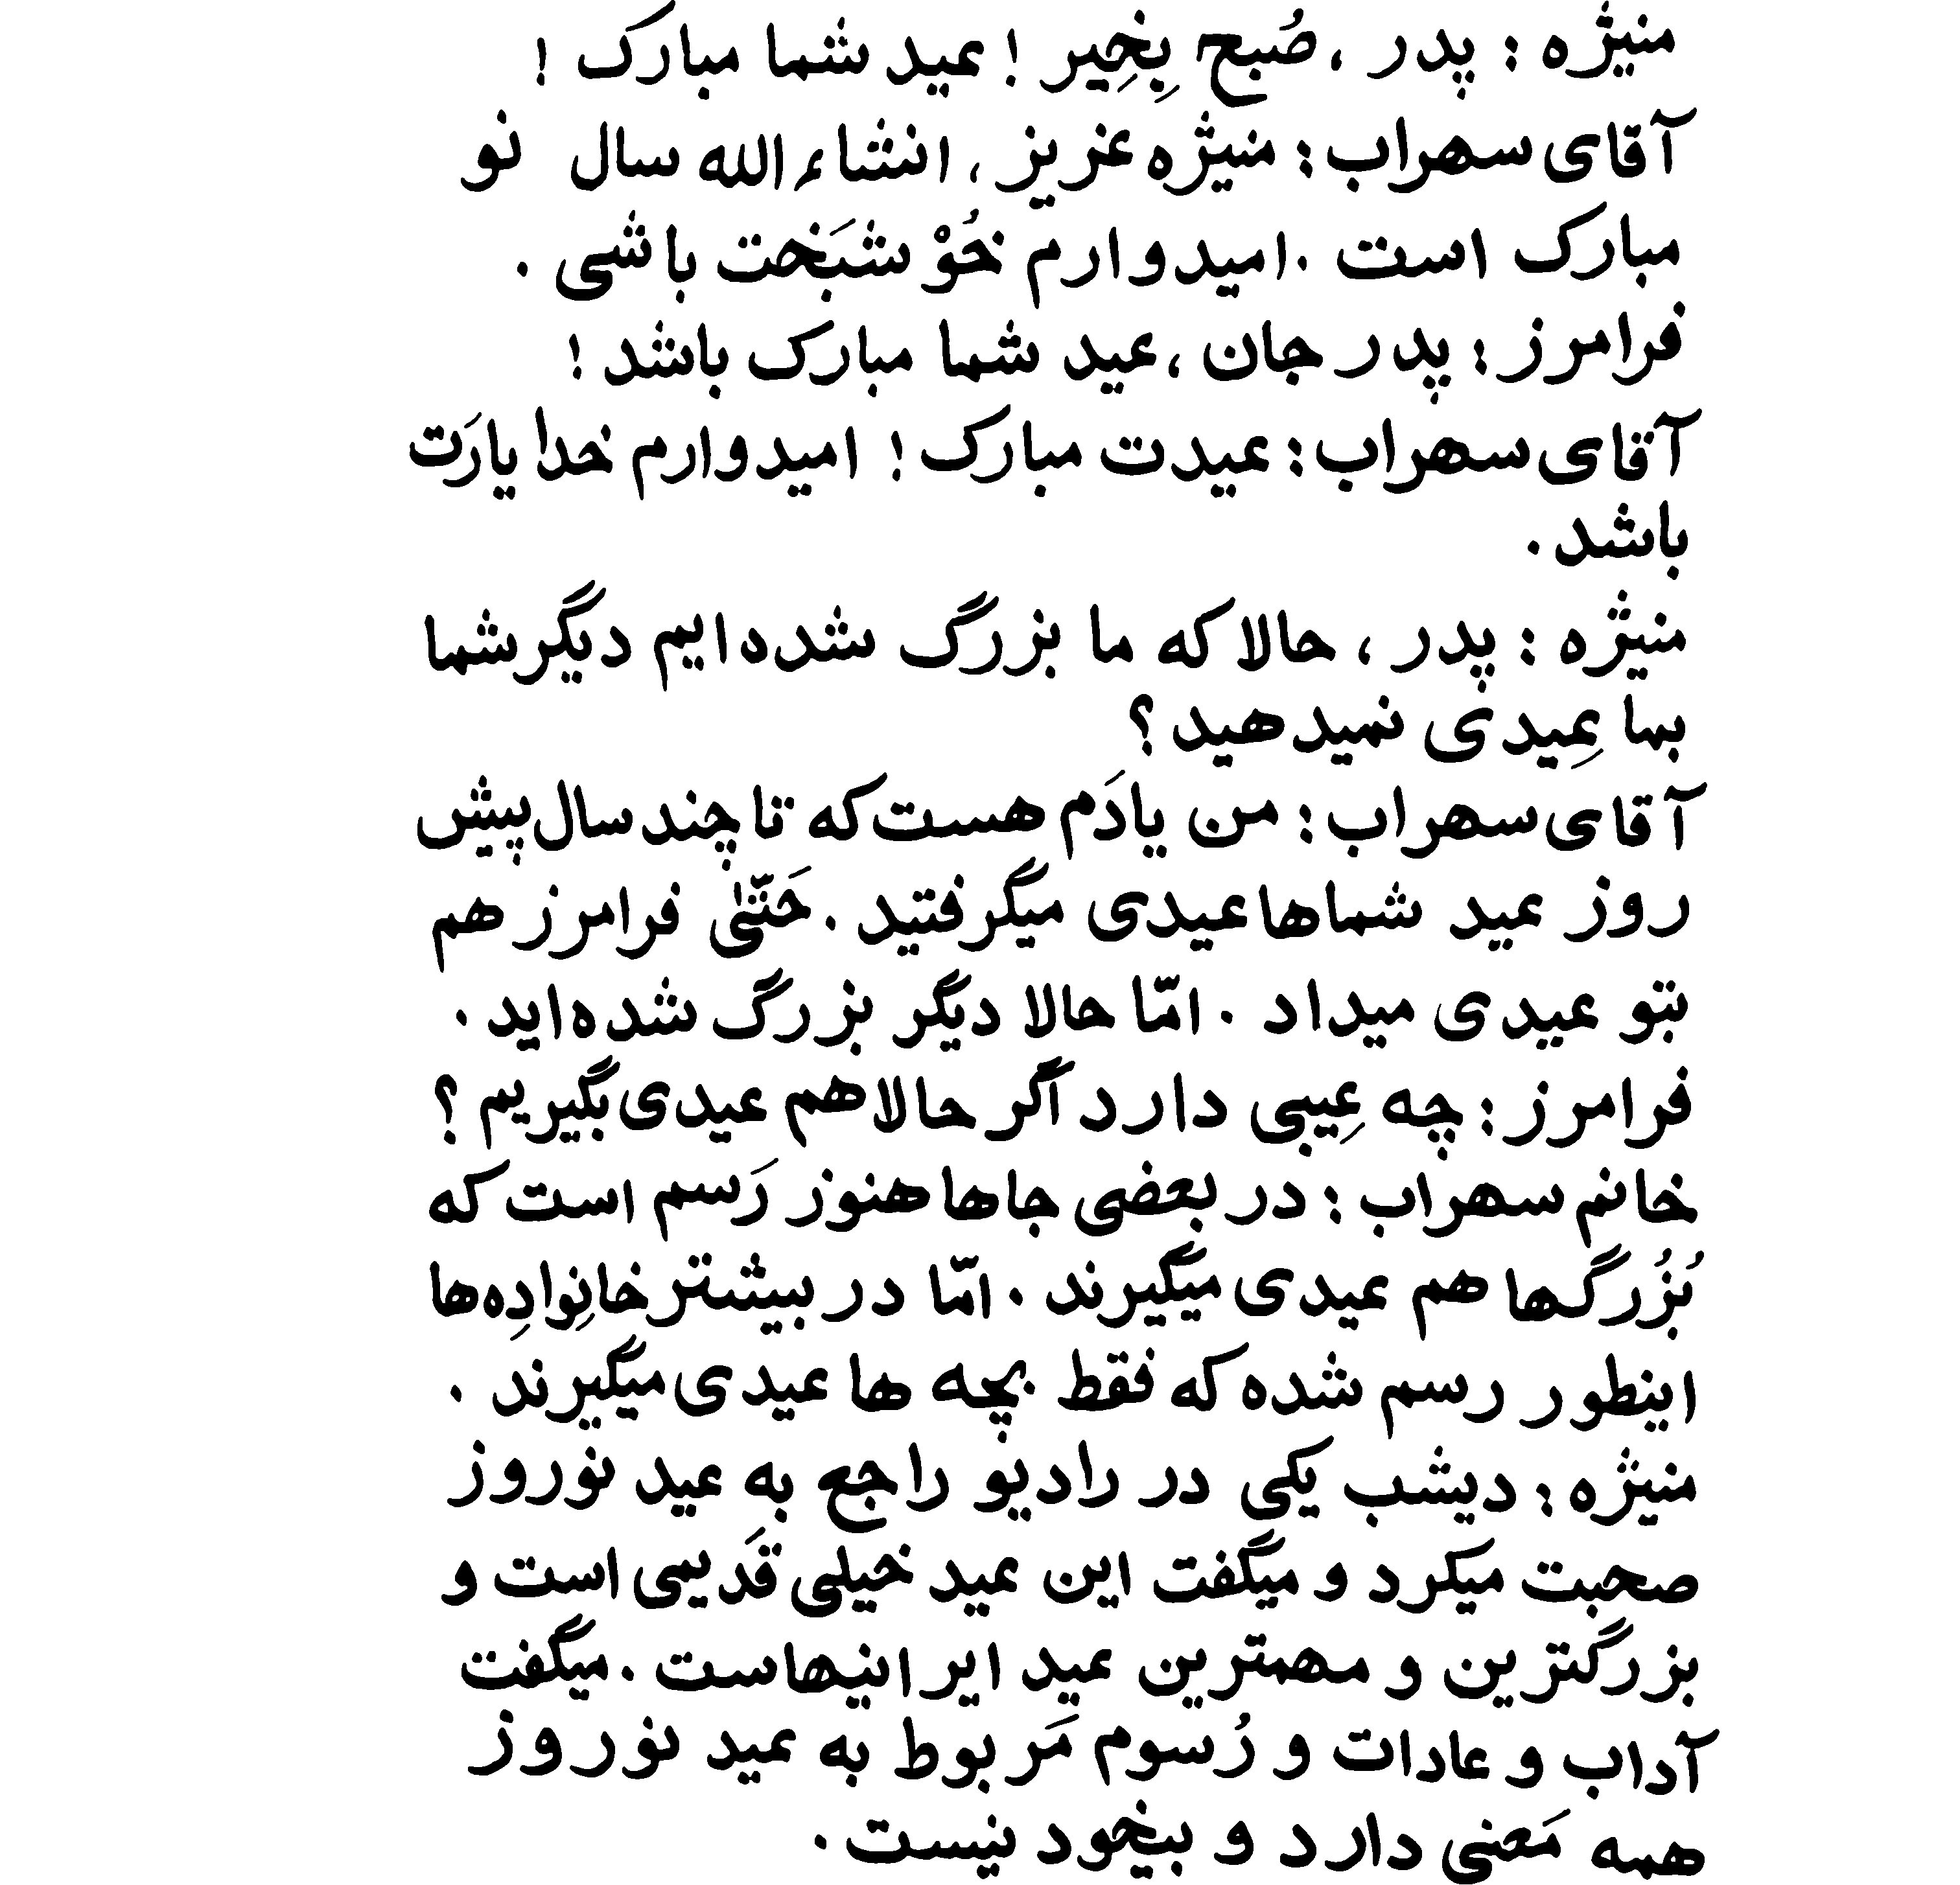 منیژه : پدر ، صُبح بِخِیر ! عید شما مبارک !
آقای سهراب : منیژه عزیز ، انشاء الله سال نو
مبارک است . امیدوارم خَوْشبَخت باشی .
فرامرز : پدر جان ، عید شما مبارک باشد !
آقای سهراب : عیدت مبارک ! امیدوارم خدا یارَت
باشد .
منیژه : پدر ، حالا که ما بزرگ شده ایم دیگر شما
بما عِیدی نمیدهید ؟
آقای سهراب : من یادَم هست که تا چند سال پیش
روز عید شماها عیدی میگرفتید . حَتّیٰ فرامرز هم
بتو عیدی میداد . امّا حالا دیگر بزرگ شده اید .
فرامرز : چه عِیبی دارد اگر حالا هم عیدی بگیریم ؟
خانم سهراب : در بعضی جاها هنوز رَسم است که
بُزُرگها هم عیدی میگیرند . امّا در بیشتر خانِوادِه ها
اینطور رسم شده که فقط بچه ها عیدی میگیرند .
منیژه : دیشب یکی در رادیو راجع به عید نوروز
صحبت میکرد و میگفت این عید خیلی قَدیمی است و
بزرگترین و مهمترین عید ایرانیهاست . میگفت
آداب و عادات و رُسوم مَربوط به عید نوروز
همه مَعنی دارد و بیخود نیست .